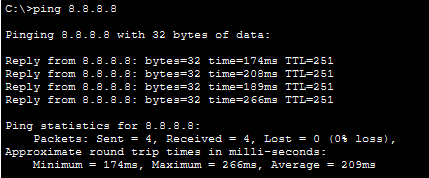 C:\>ping 8.8.8.8
Pinging 8.8.8.8 with 32 bytes of data:
Reply from 8.8.8.8: bytes=32 time=174ms TTL=251
Reply from 8.8.8.8: bytes=32 time=208ms TTL=251
Reply from 8.8.8.8: bytes=32 time=189ms TTL=251
Reply from 8.8.8.8: bytes=32 time=266ms TTL=251
Ping statistics for 8.8.8.8:
Packets: Sent = 4, Received = 4, Lost = 0 (0% loss),
Approximate round trip times in milli-seconds:
Minimum = 174ms, Maximum = 266ms, Average = 209ms